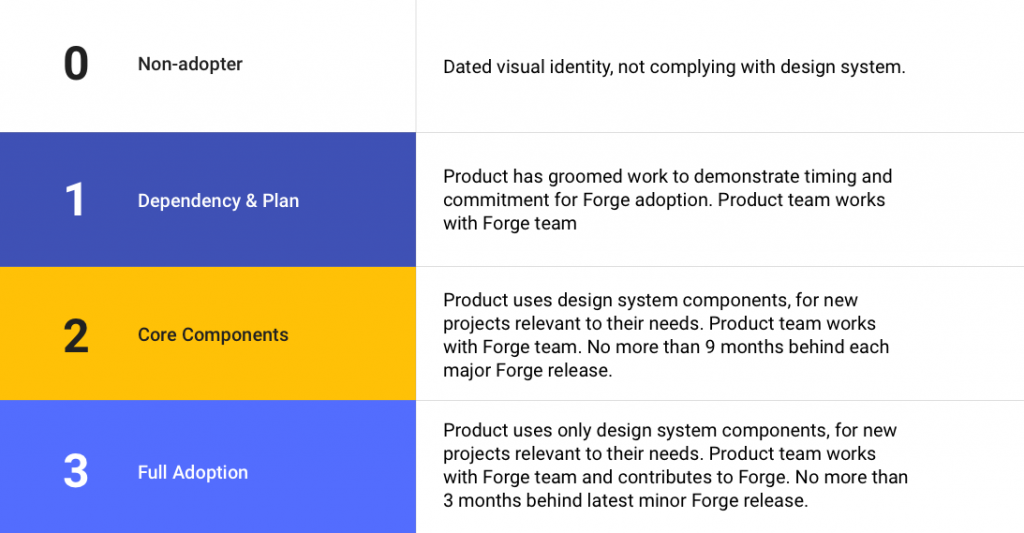 0
Non-adopter
Dated visual identity, not complying with design system.
1
Dependency & Plan
Product has groomed work to demonstrate timing and
commitment for Forge adoption. Product team works
with Forge team
2
Core Components
Product uses design system components, for new
projects relevant to their needs. Product team works
with Forge team. No more than 9 months behind each
major Forge release.
3
Full Adoption
Product uses only design system components, for new
projects relevant to their needs. Product team works
with Forge team and contributes to Forge. No more than
3 months behind latest minor Forge release.